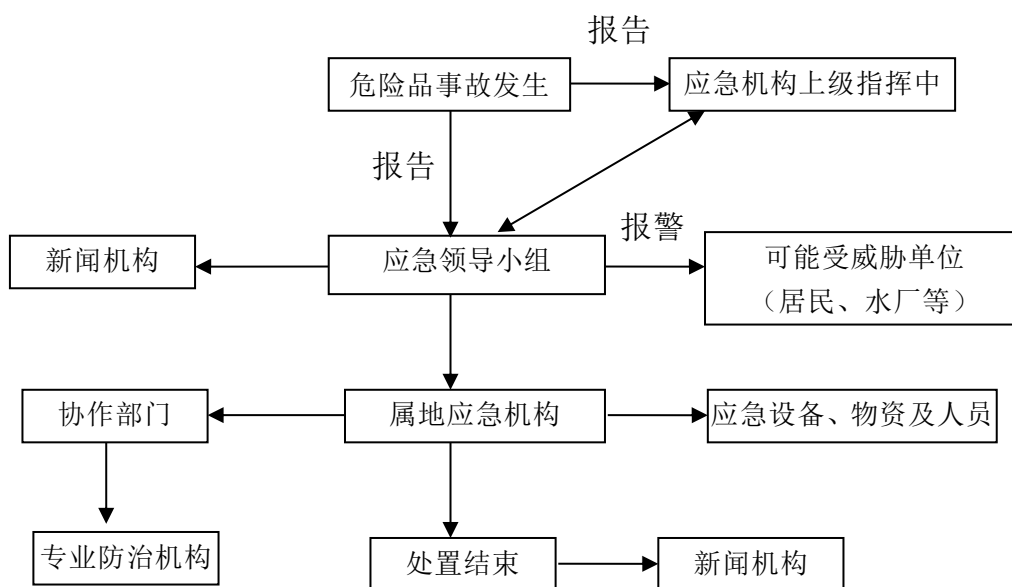 报告
危险品事故发生
应急机构上级指挥中
报告
报警
新闻机构
应急领导小组
可能受威胁单位
（居民、水厂等）
协作部门
属地应急机构
应急设备、物资及人员
专业防治机构
处置结束
新闻机构